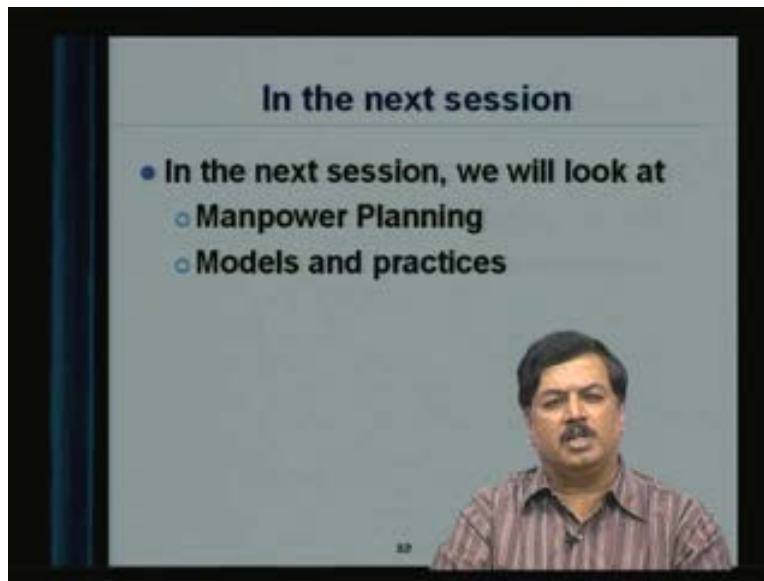 In the next session
• In the next session, we will look at
○ Manpower Planning
○ Models and practices